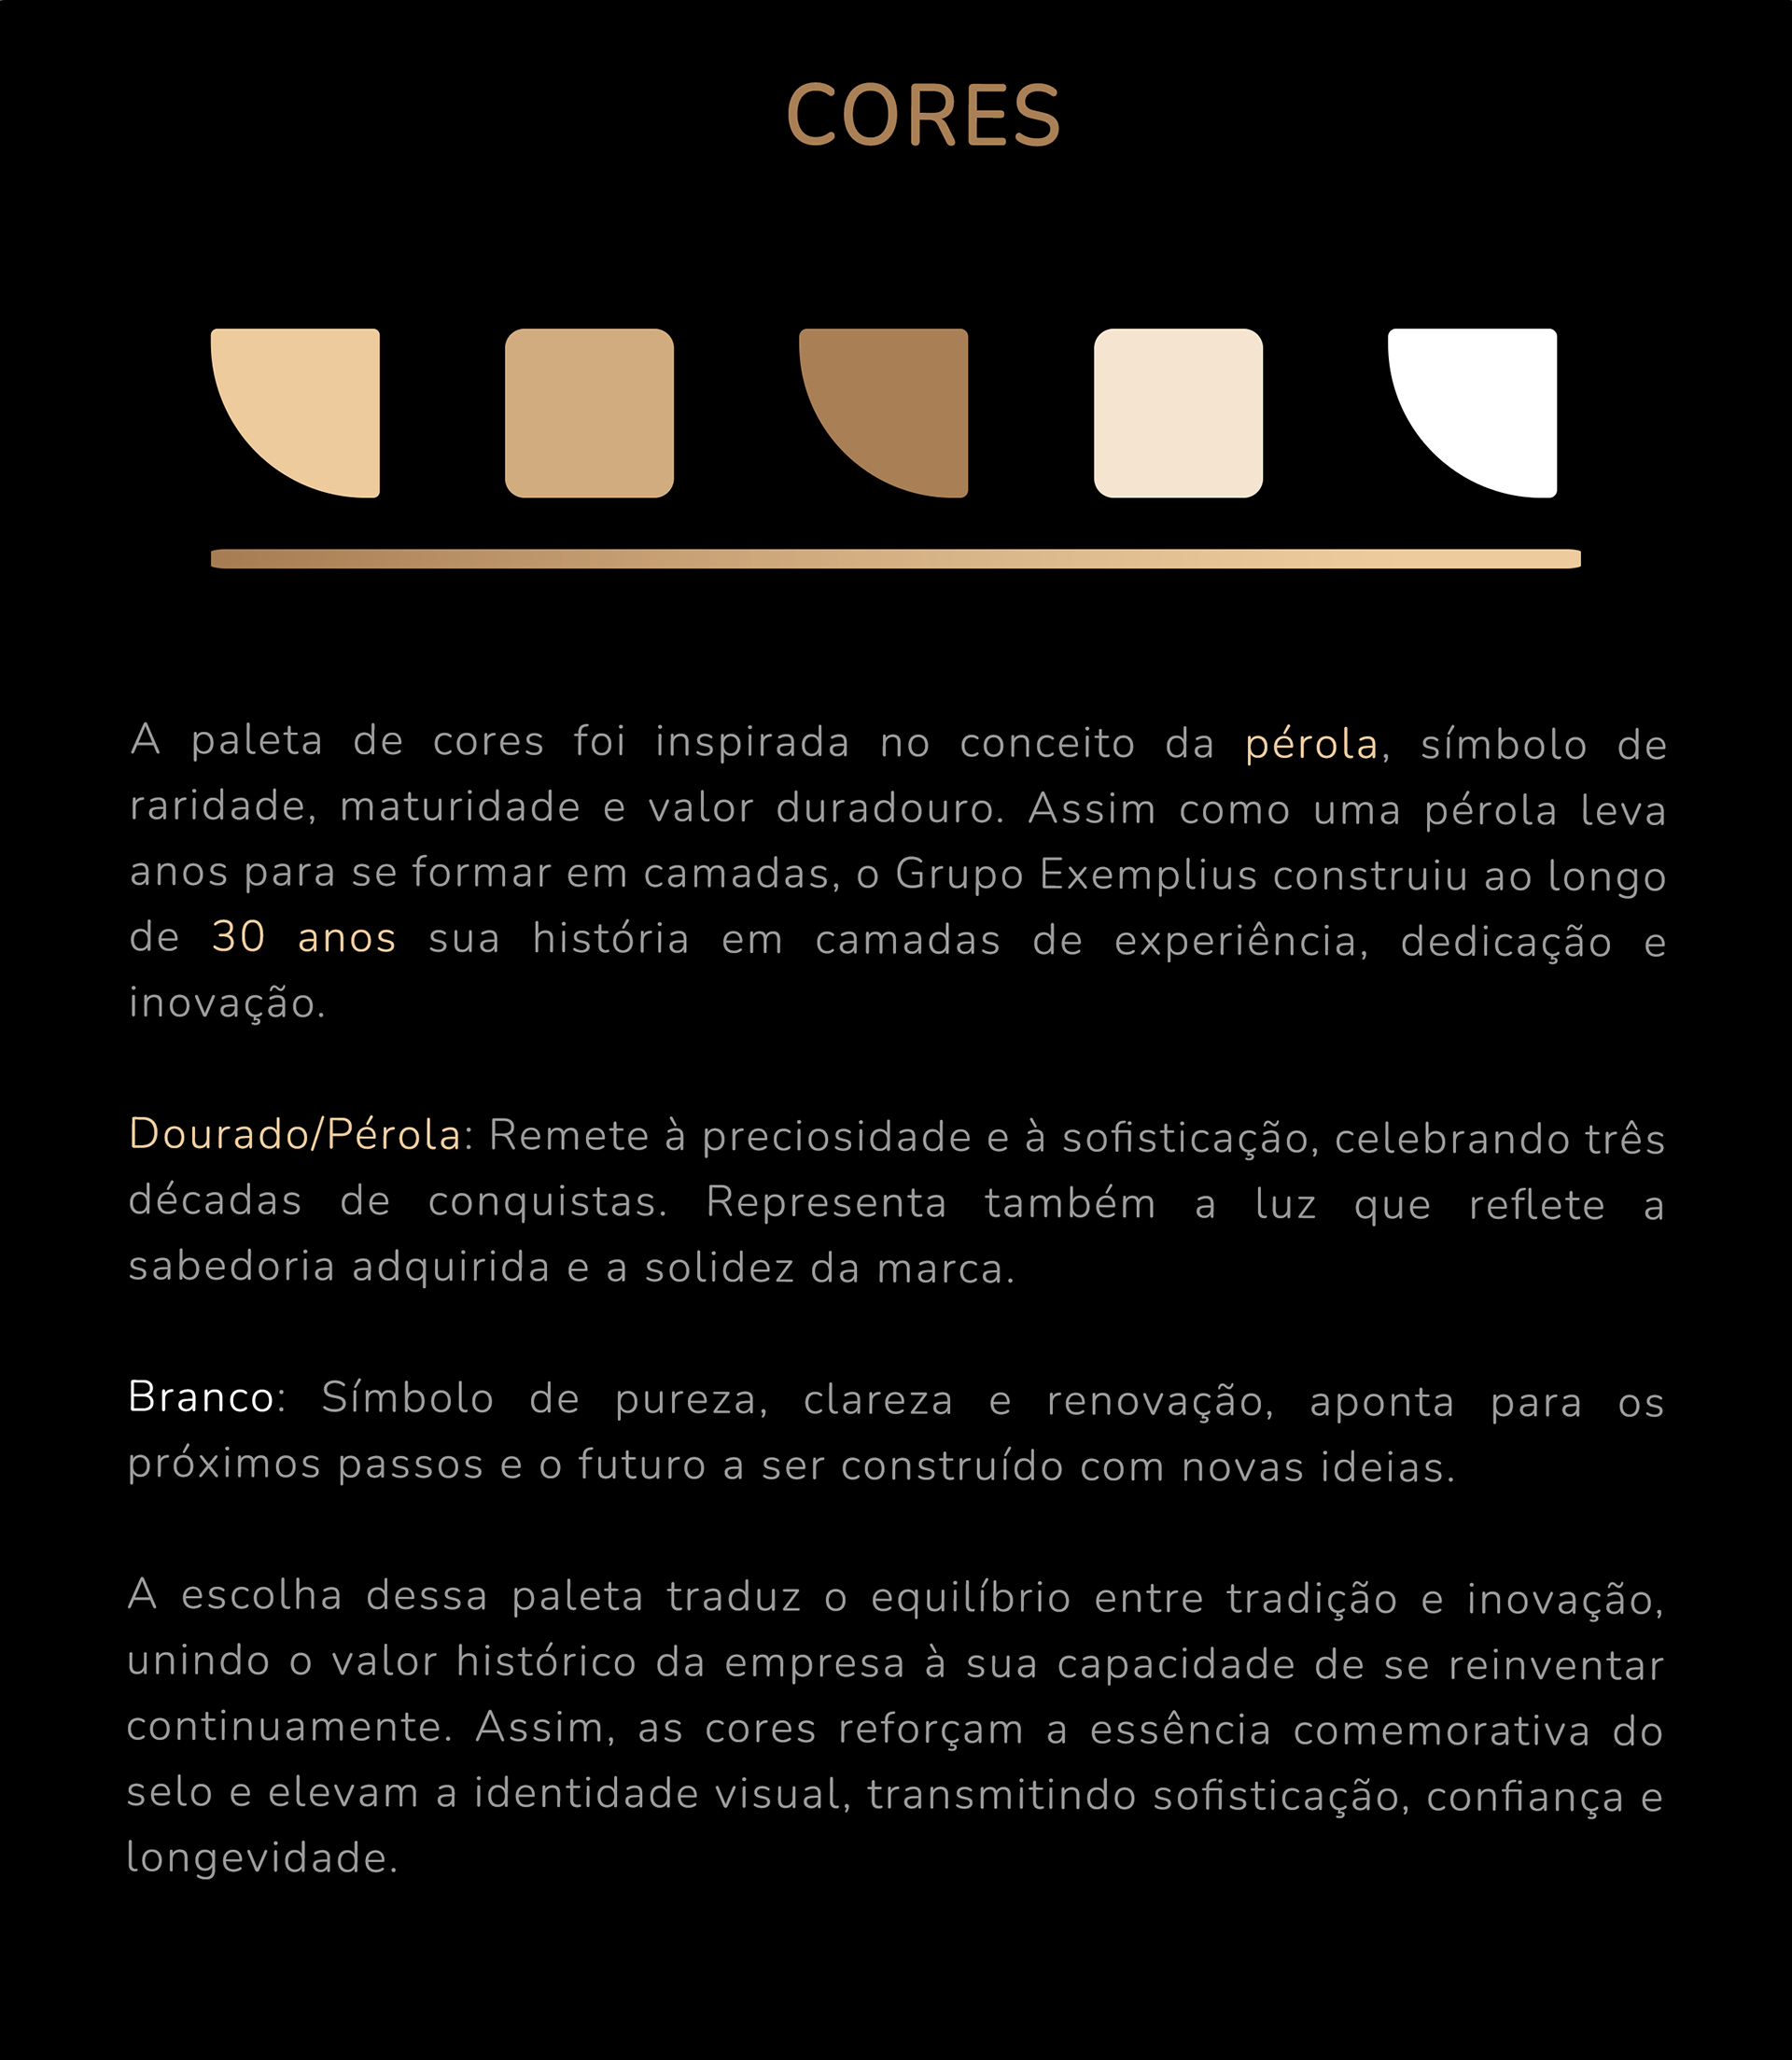 CORES
A paleta de cores foi inspirada no conceito da pérola, símbolo de
raridade, maturidade e valor duradouro. Assim como uma pérola leva
anos para se formar em camadas, o Grupo Exemplius construiu ao longo
de 30 anos sua história em camadas de experiência, dedicação e
inovação.
Dourado/Pérola: Remete à preciosidade e à sofisticação, celebrando três
décadas de conquistas. Representa também a luz que reflete a
sabedoria adquirida e a solidez da marca.
Branco: Símbolo de pureza, clareza e renovação, aponta para os
próximos passos e o futuro a ser construído com novas ideias.
A escolha dessa paleta traduz o equilíbrio entre tradição e inovação,
unindo o valor histórico da empresa à sua capacidade de se reinventar
continuamente. Assim, as cores reforçam a essência comemorativa do
selo e elevam a identidade visual, transmitindo sofisticação, confiança e
longevidade.